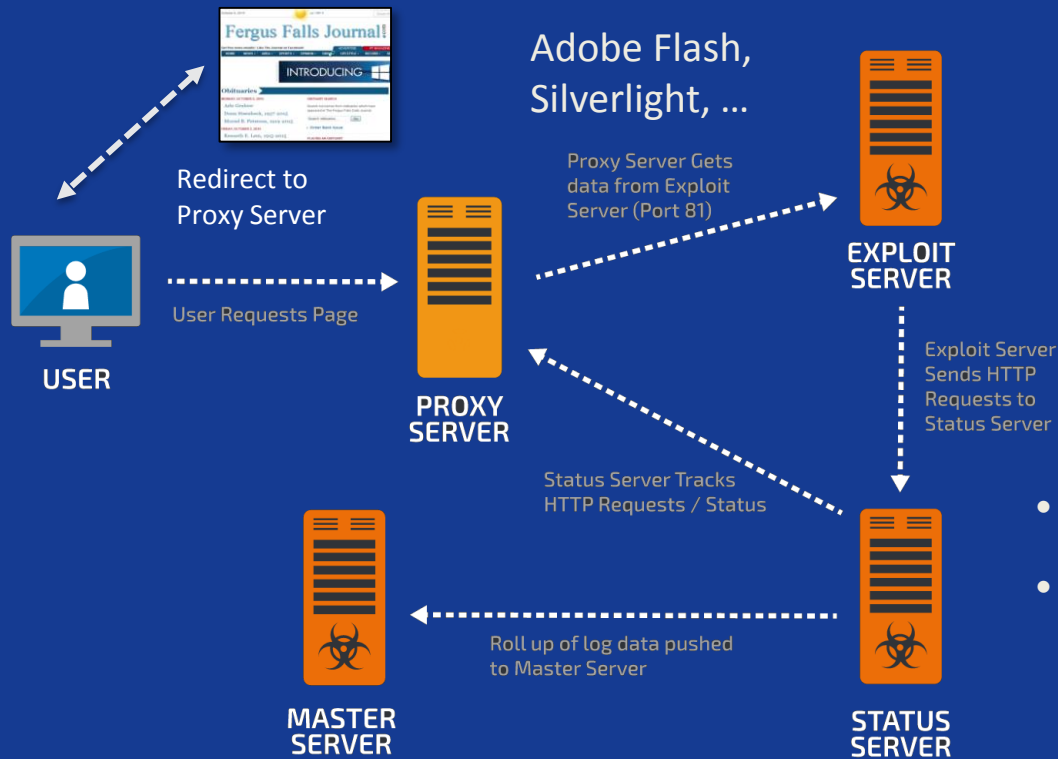 Fergus Falls Journal
INTRODUCING
Obituaries
Adobe Flash,
Silverlight, ...
Redirect to
Proxy Server
Proxy Server Gets
data from Exploit
Server (Port 81)
EXPLOIT
SERVER
User Requests Page
USER
PROXY
SERVER
Exploit Server
Sends HTTP
Requests to
Status Server
Status Server Tracks
HTTP Requests / Status
Roll up of log data pushed
to Master Server
MASTER
SERVER
STATUS
SERVER